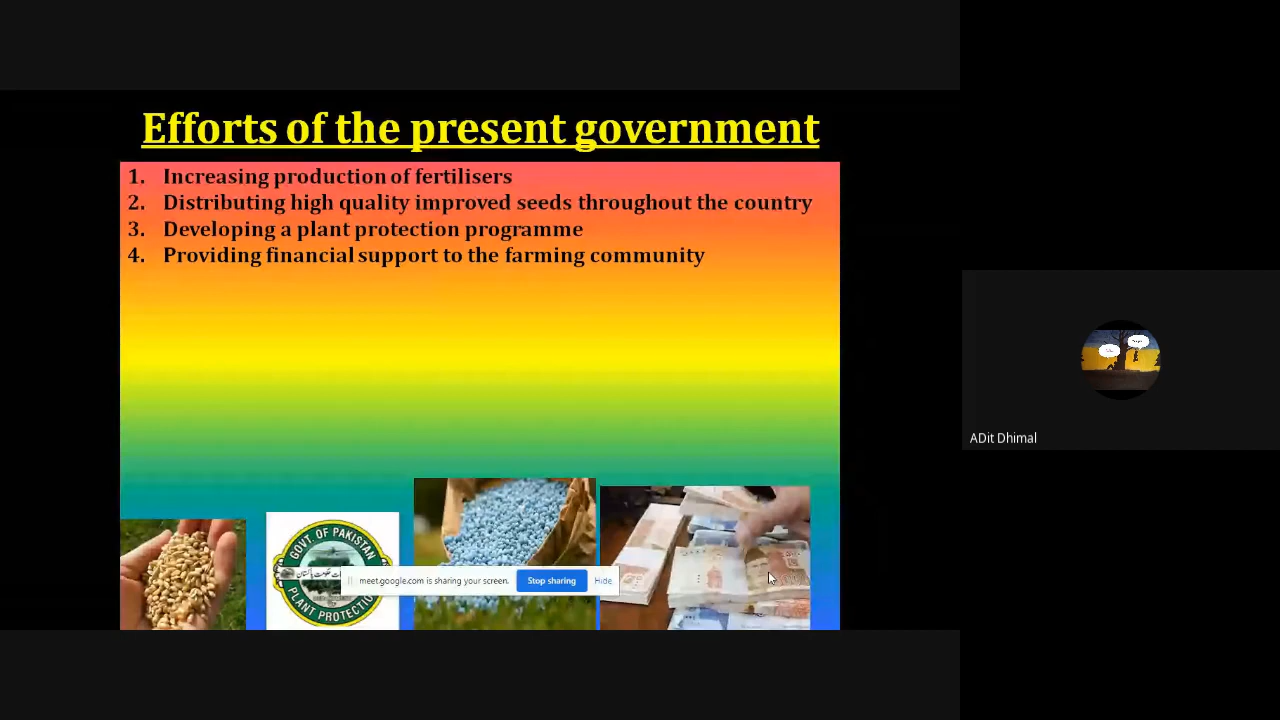 Efforts of the present government
1. Increasing production of fertilisers
2. Distributing high quality improved seeds throughout the country
3. Developing a plant protection programme
4. Providing financial support to the farming community
GOVT. OF PAKISTAN
PLANT PROTECTION
meet.google.com is sharing your screen.
Stop sharing
Hide
ADit Dhimal